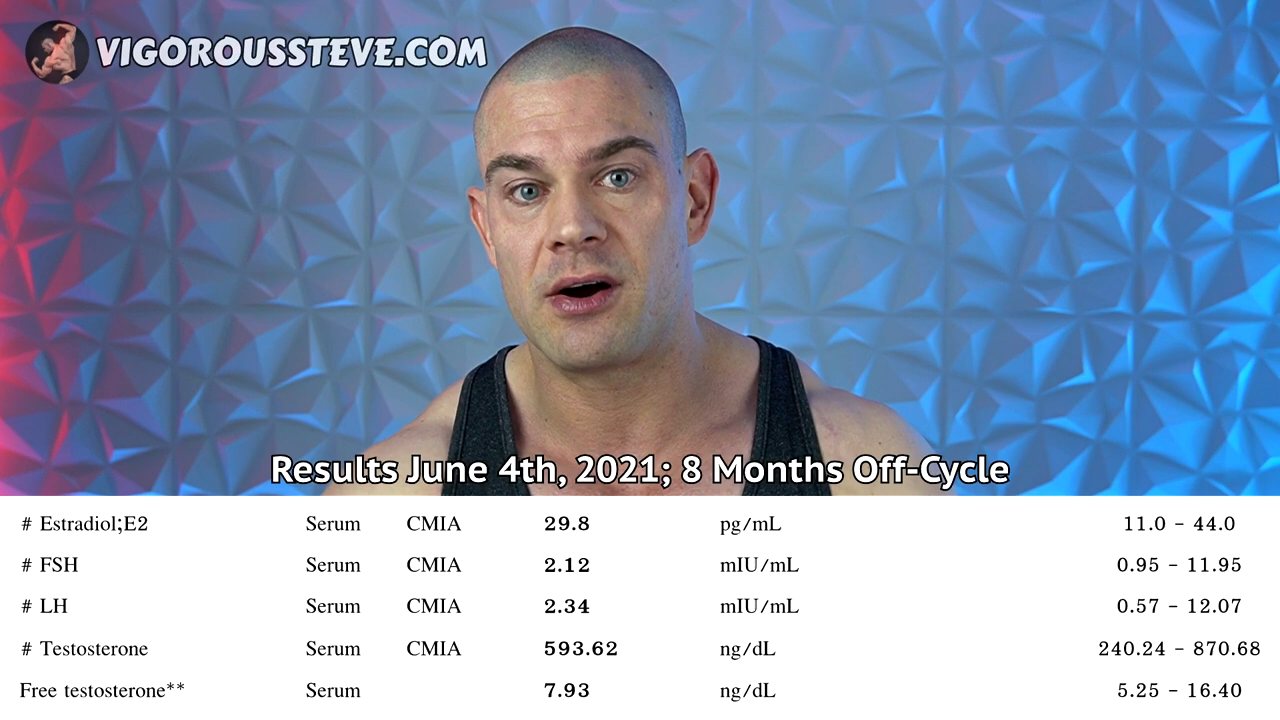 VIGOROUSSTEVE.COM
Results June 4th, 2021; 8 Months Off-Cycle
# Estradiol;E2 Serum CMIA 29.8 pg/mL 11.0 - 44.0
# FSH Serum CMIA 2.12 mIU/mL 0.95 - 11.95
# LH Serum CMIA 2.34 mIU/mL 0.57 - 12.07
# Testosterone Serum CMIA 593.62 ng/dL 240.24 - 870.68
Free testosterone** Serum 7.93 ng/dL 5.25 - 16.40